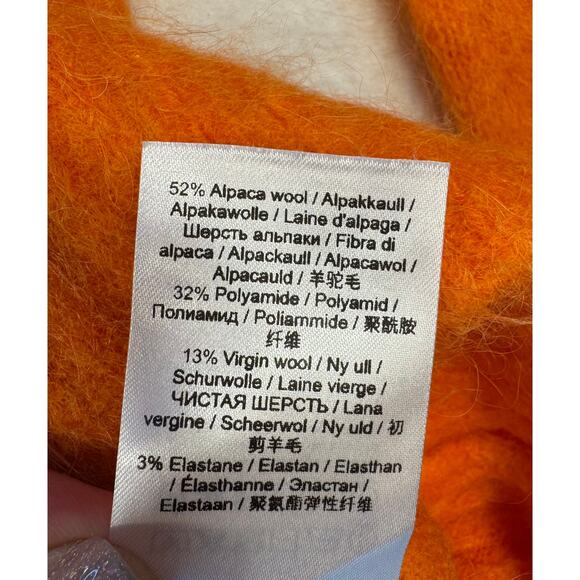 52% Alpaca wool / Alpakkaull /
Alpakawolle / Laine d'alpaga /
Шерсть альпаки / Fibra di
alpaca / Alpackaull / Alpacawol /
Alpacauld / 羊驼毛
32% Polyamide / Polyamid /
Полиамид / Poliammide / 聚酰胺
纤维
13% Virgin wool / Ny ull /
Schurwolle / Laine vierge /
ЧИСТАЯ ШЕРСТЬ / Lana
vergine / Scheerwol / Ny uld / 初
剪羊毛
3% Elastane / Elastan / Elasthan
/ Élasthanne / Эластан /
Elastaan / 聚氨酯弹性纤维